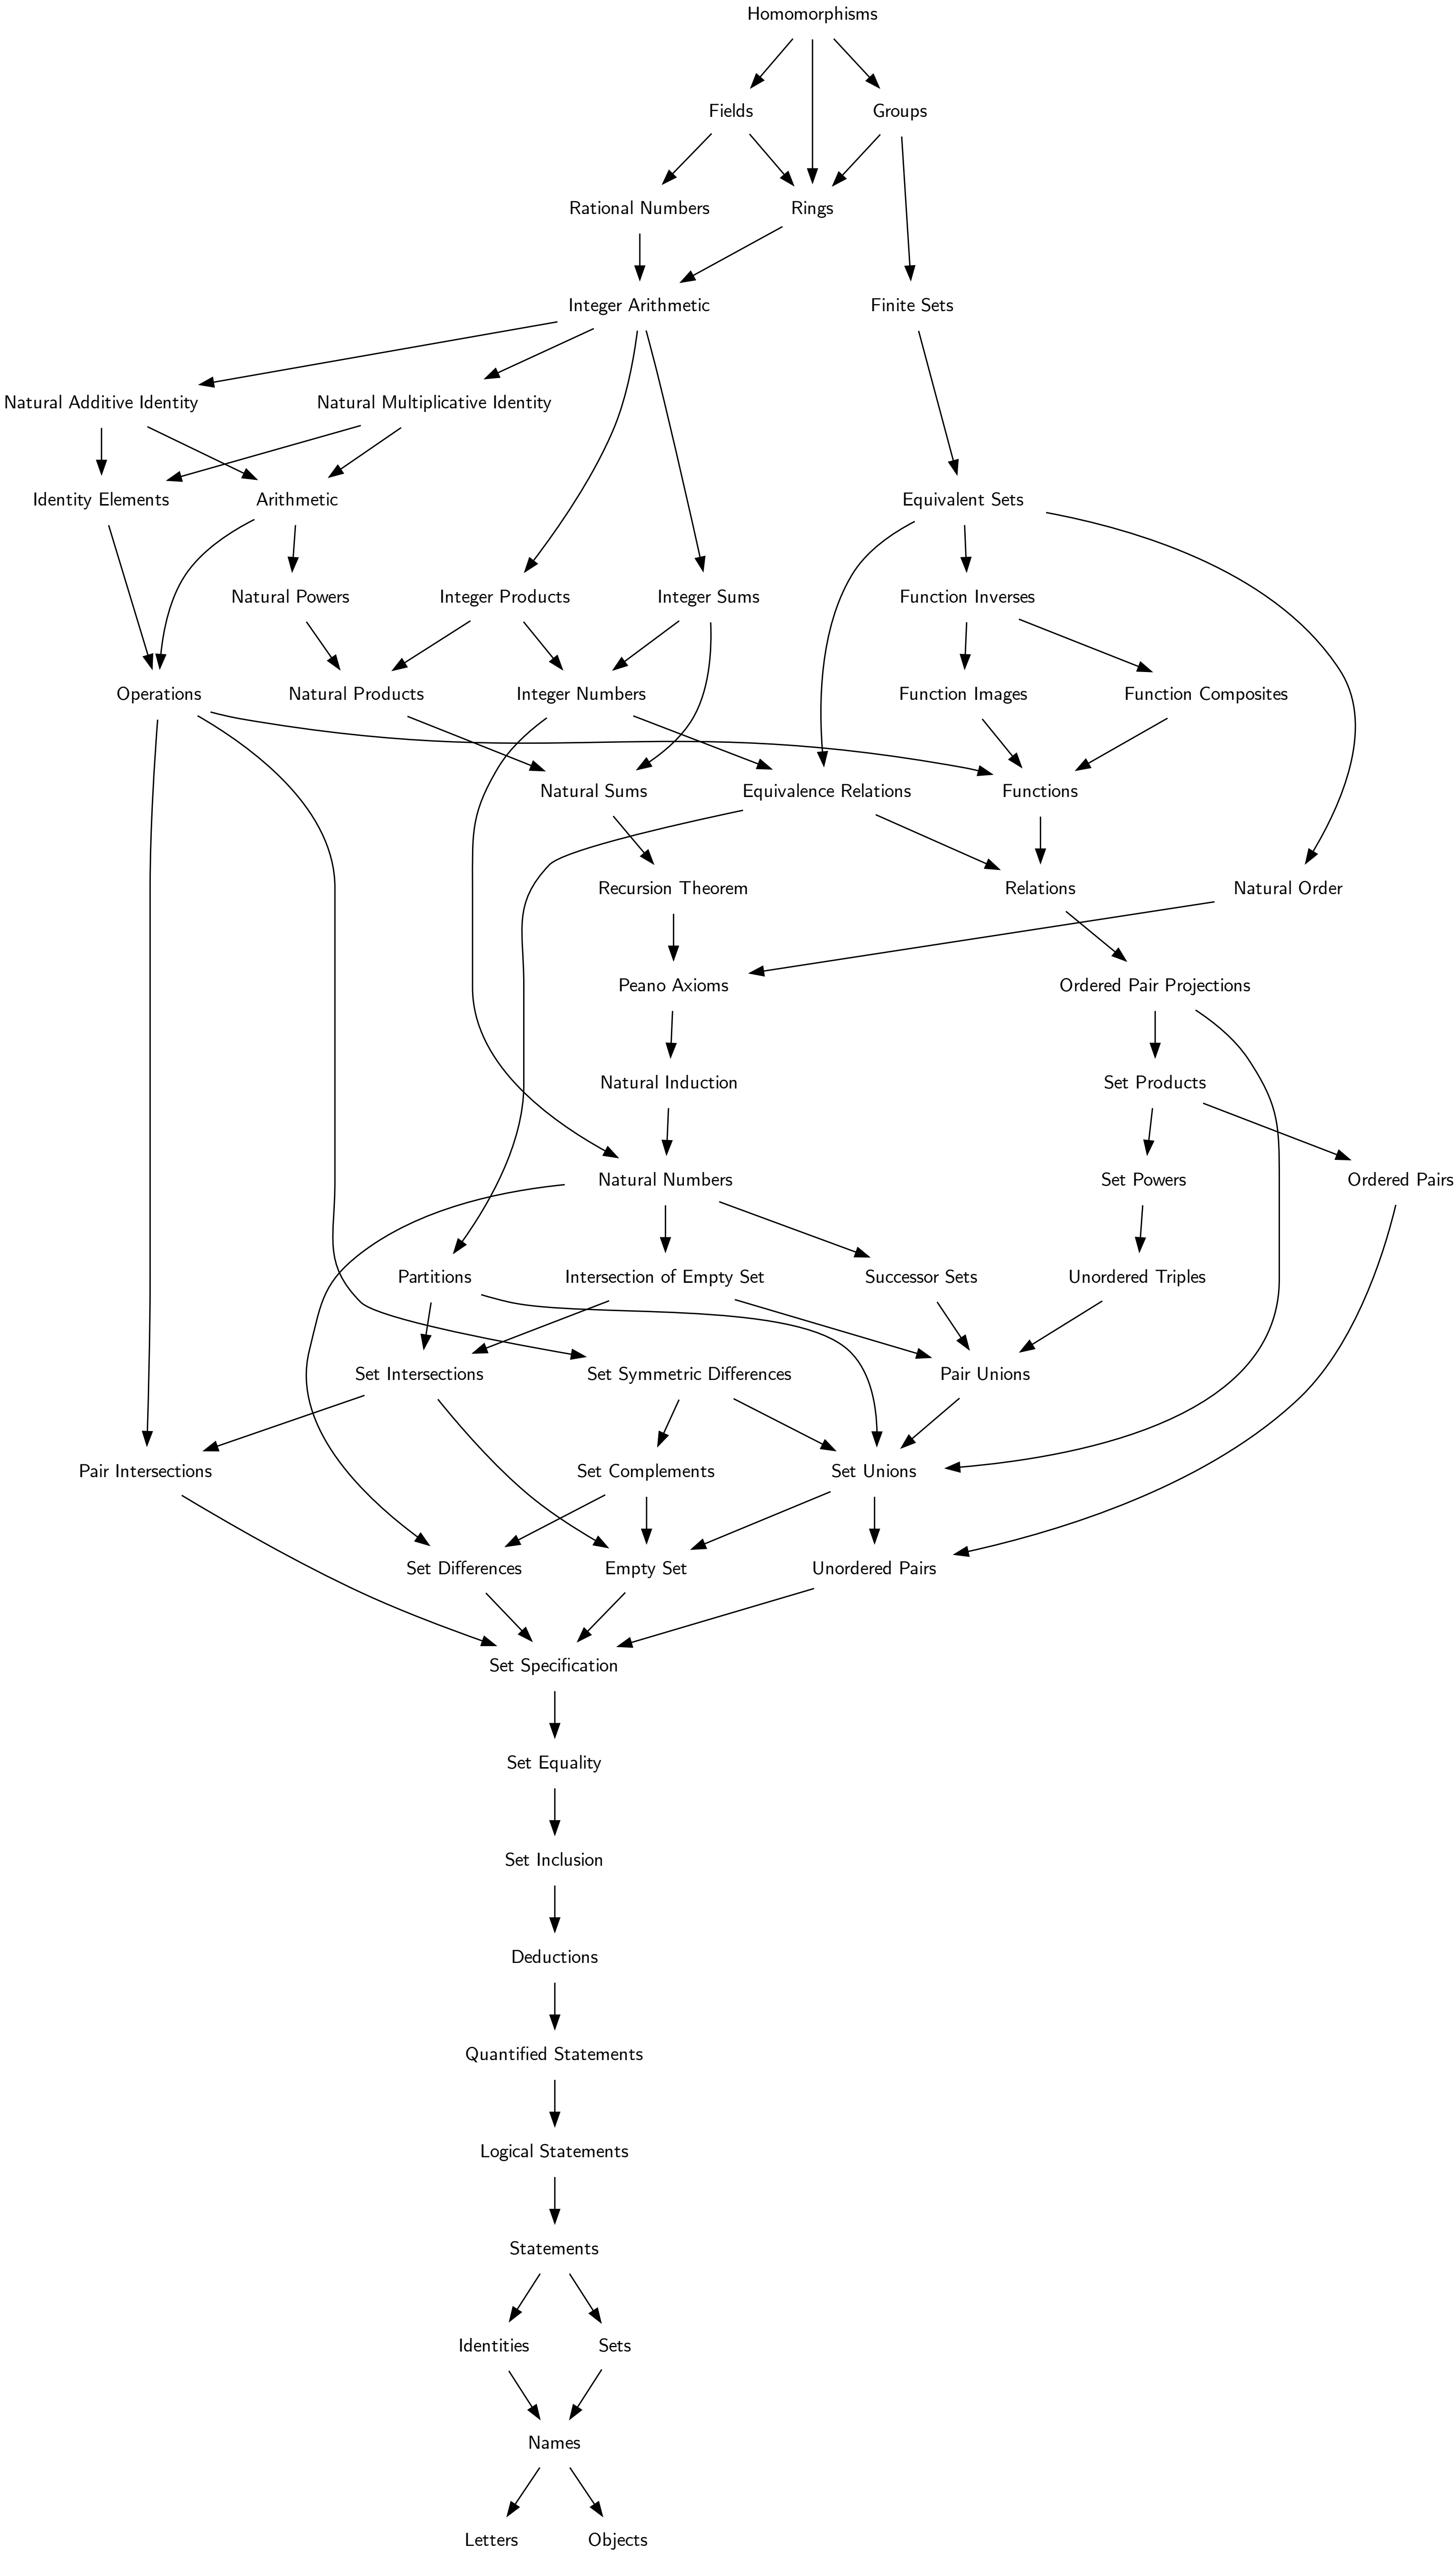 Homomorphisms
Fields
Groups
Rational Numbers
Rings
Integer Arithmetic
Finite Sets
Natural Additive Identity
Natural Multiplicative Identity
Identity Elements
Arithmetic
Equivalent Sets
Natural Powers
Integer Products
Integer Sums
Function Inverses
Operations
Natural Products
Integer Numbers
Function Images
Function Composites
Natural Sums
Equivalence Relations
Functions
Recursion Theorem
Relations
Natural Order
Peano Axioms
Ordered Pair Projections
Natural Induction
Set Products
Natural Numbers
Set Powers
Ordered Pairs
Partitions
Intersection of Empty Set
Successor Sets
Unordered Triples
Set Intersections
Set Symmetric Differences
Pair Unions
Pair Intersections
Set Complements
Set Unions
Set Differences
Empty Set
Unordered Pairs
Set Specification
Set Equality
Set Inclusion
Deductions
Quantified Statements
Logical Statements
Statements
Identities
Sets
Names
Letters
Objects